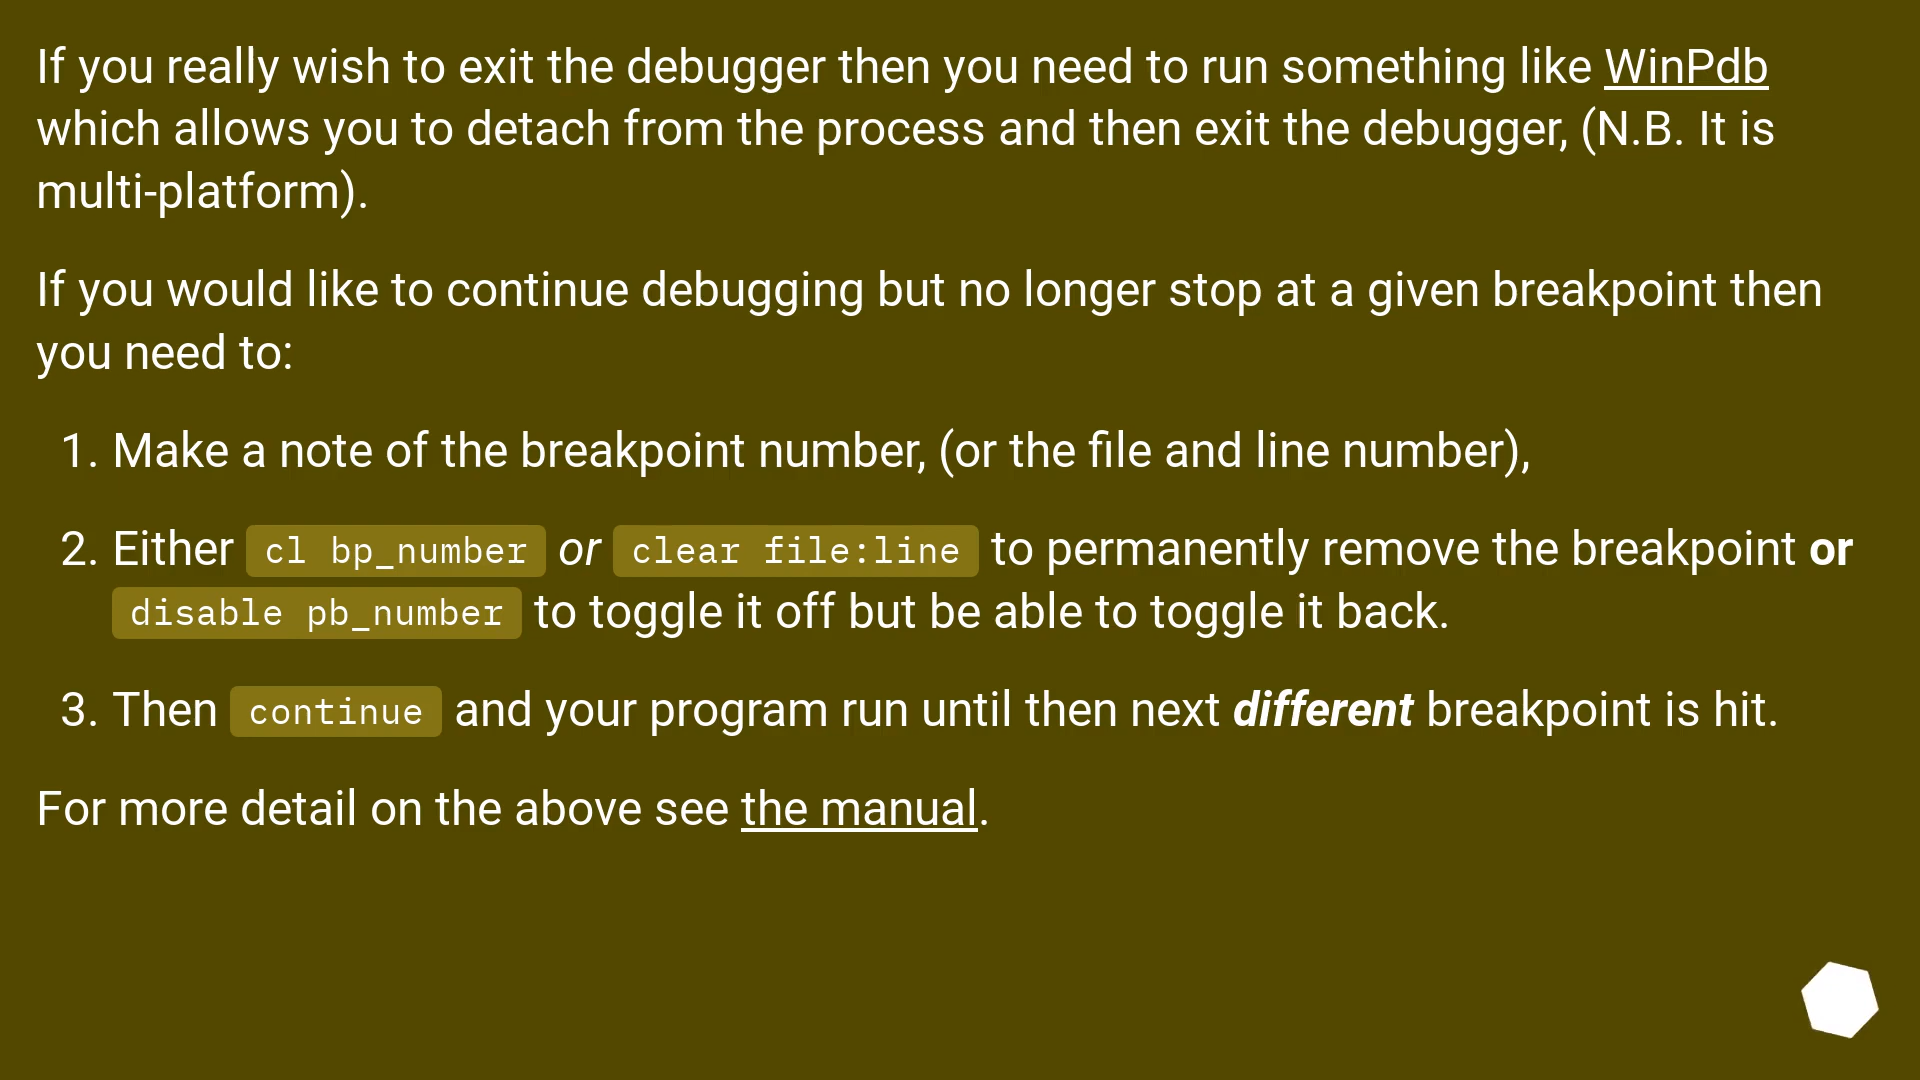 If you really wish to exit the debugger then you need to run something like WinPdb
which allows you to detach from the process and then exit the debugger, (N.B. It is
multi-platform).
If you would like to continue debugging but no longer stop at a given breakpoint then
you need to:
1. Make a note of the breakpoint number, (or the file and line number),
2. Either cl bp_number or clear file:line to permanently remove the breakpoint or
disable pb_number to toggle it off but be able to toggle it back.
3. Then continue and your program run until then next different breakpoint is hit.
For more detail on the above see the manual.